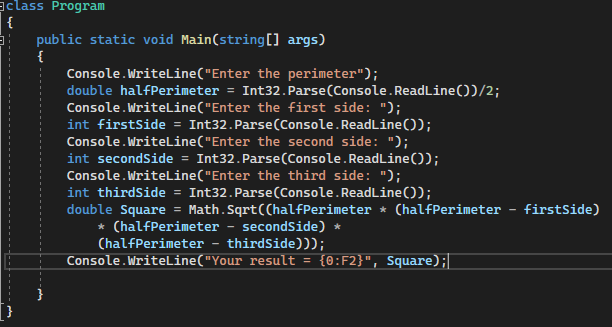 class Program
{
public static void Main(string[] args)
{
Console.WriteLine("Enter the perimeter");
double halfPerimeter = Int32.Parse(Console.ReadLine())/2;
Console.WriteLine("Enter the first side: ");
int firstSide = Int32.Parse(Console.ReadLine());
Console.WriteLine("Enter the second side: ");
int secondSide = Int32.Parse(Console.ReadLine());
Console.WriteLine("Enter the third side: ");
int thirdSide = Int32.Parse(Console.ReadLine());
double Square = Math.Sqrt((halfPerimeter * (halfPerimeter - firstSide)
* (halfPerimeter - secondSide) *
(halfPerimeter - thirdSide)));
Console.WriteLine("Your result = {0:F2}", Square);
}
}